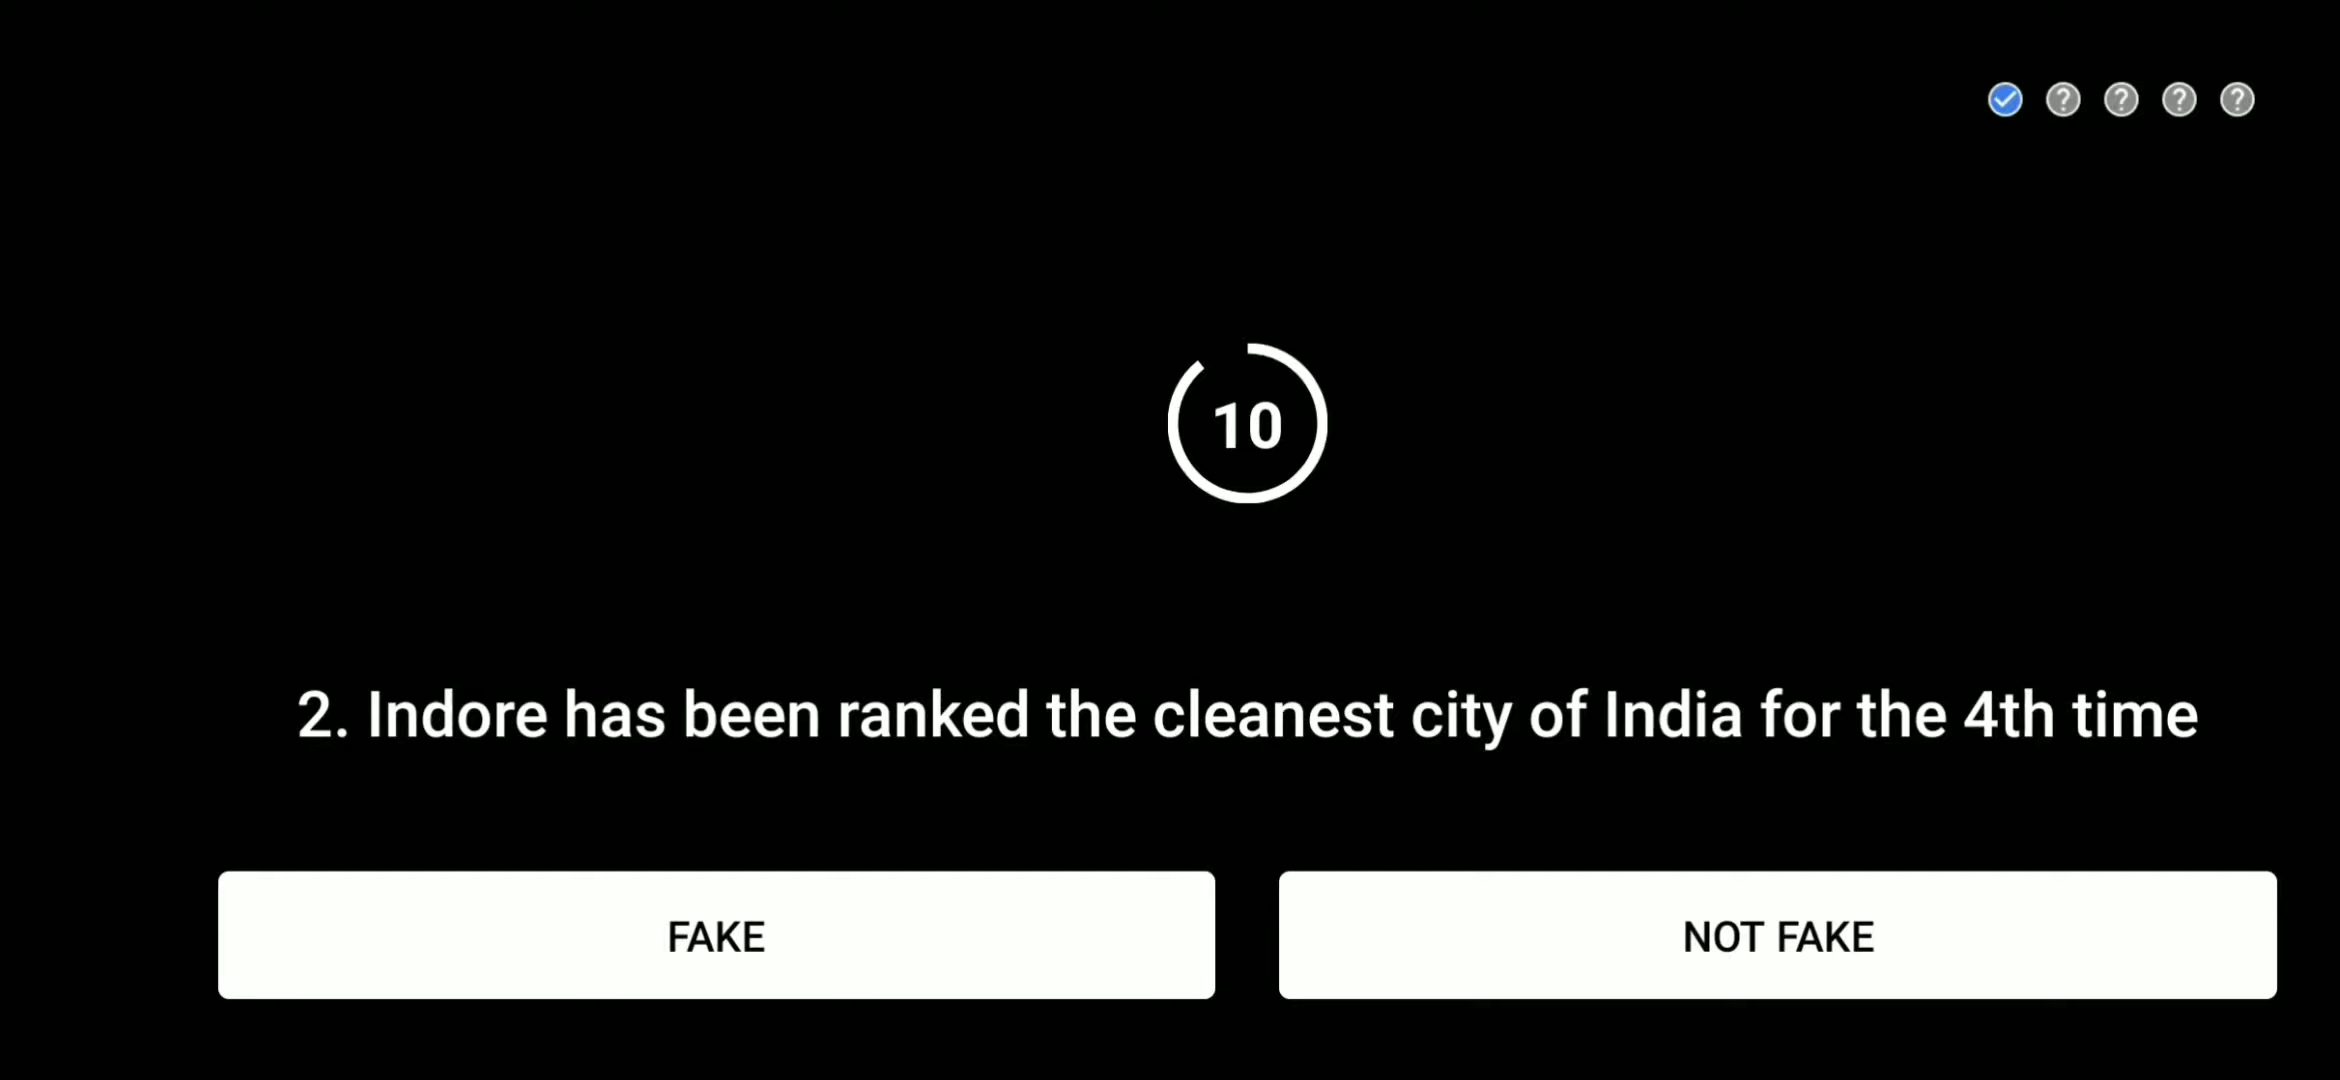 10
2. Indore has been ranked the cleanest city of India for the 4th time
FAKE
NOT FAKE